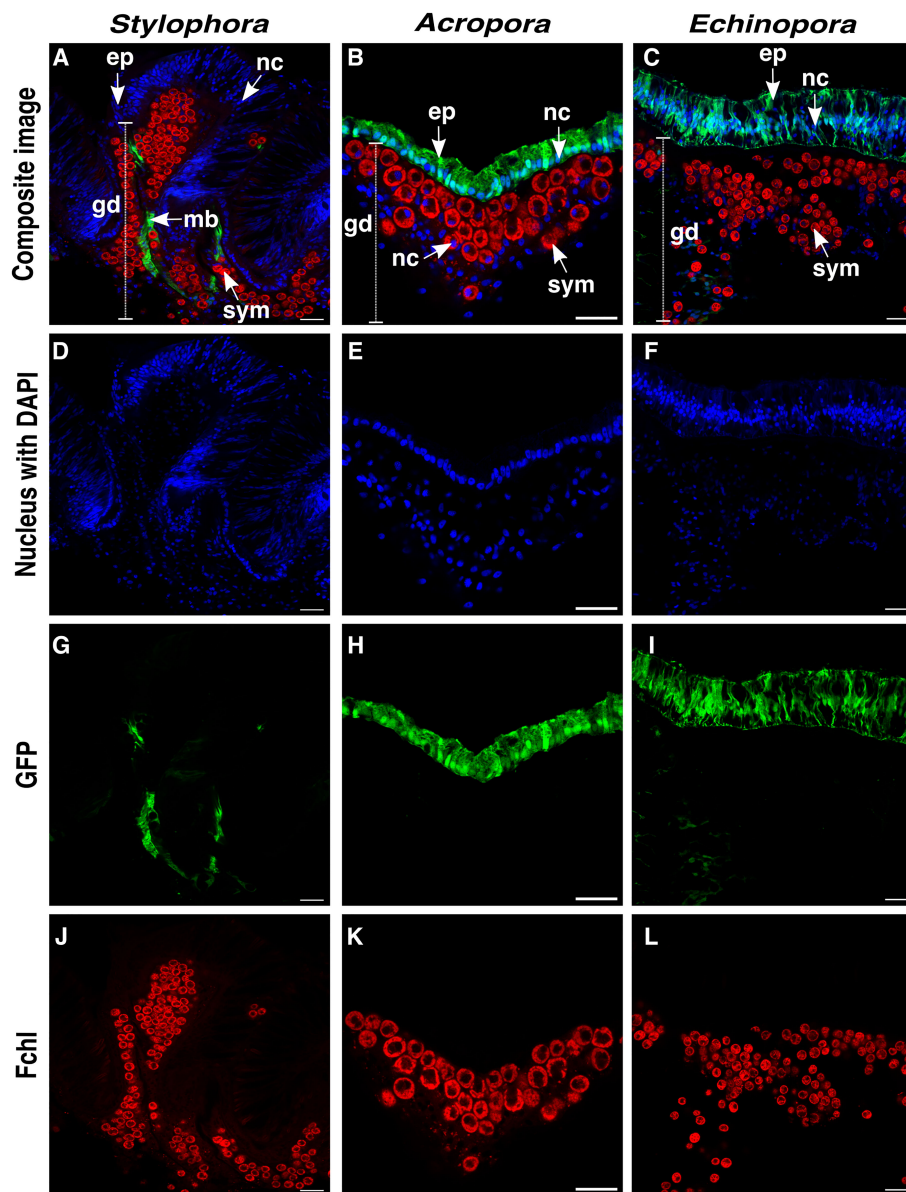 Stylophora Acropora Echinopora
Composite image
A
ep
nc
gd
mb
sym
B
ep
nc
gd
nc
sym
C
ep
nc
gd
sym
Nucleus with DAPI
D
E
F
GFP
G
H
I
Fchl
J
K
L